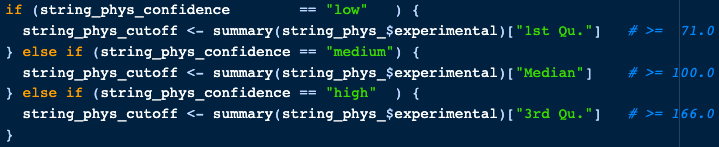 if (string_phys_confidence        == "low"   ) {
  string_phys_cutoff <- summary(string_phys_$experimental)["1st Qu."]   # >=  71.0
} else if (string_phys_confidence == "medium") {
  string_phys_cutoff <- summary(string_phys_$experimental)["Median"]    # >= 100.0
} else if (string_phys_confidence == "high"  ) {
  string_phys_cutoff <- summary(string_phys_$experimental)["3rd Qu."]   # >= 166.0
}